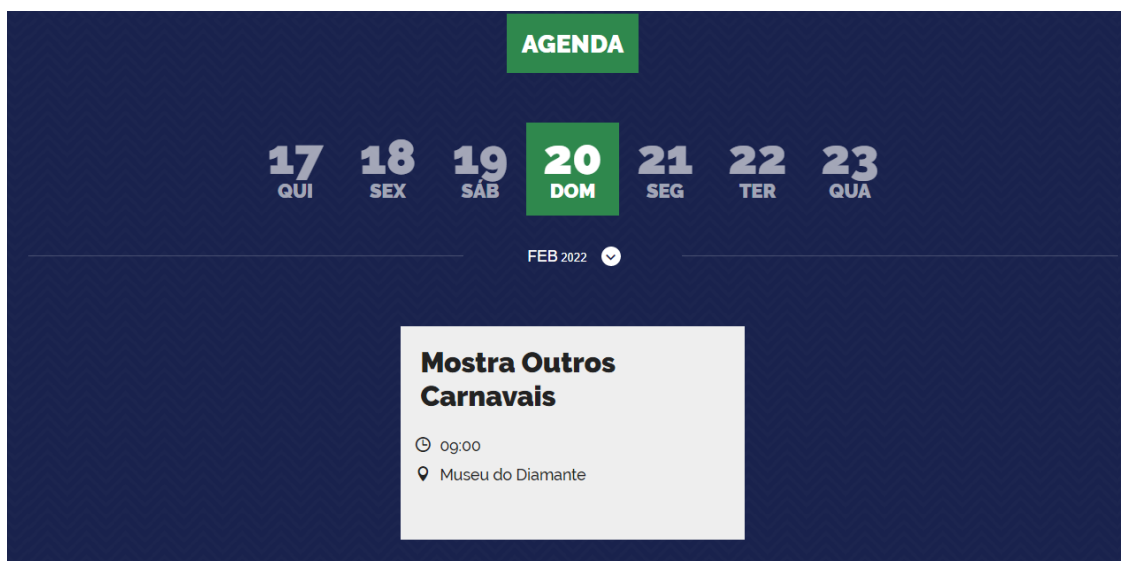 AGENDA
17 18 19 20 21 22 23
QUI SEX SÁB DOM SEG TER QUA
FEB 2022
Mostra Outros
Carnavais
09:00
Museu do Diamante